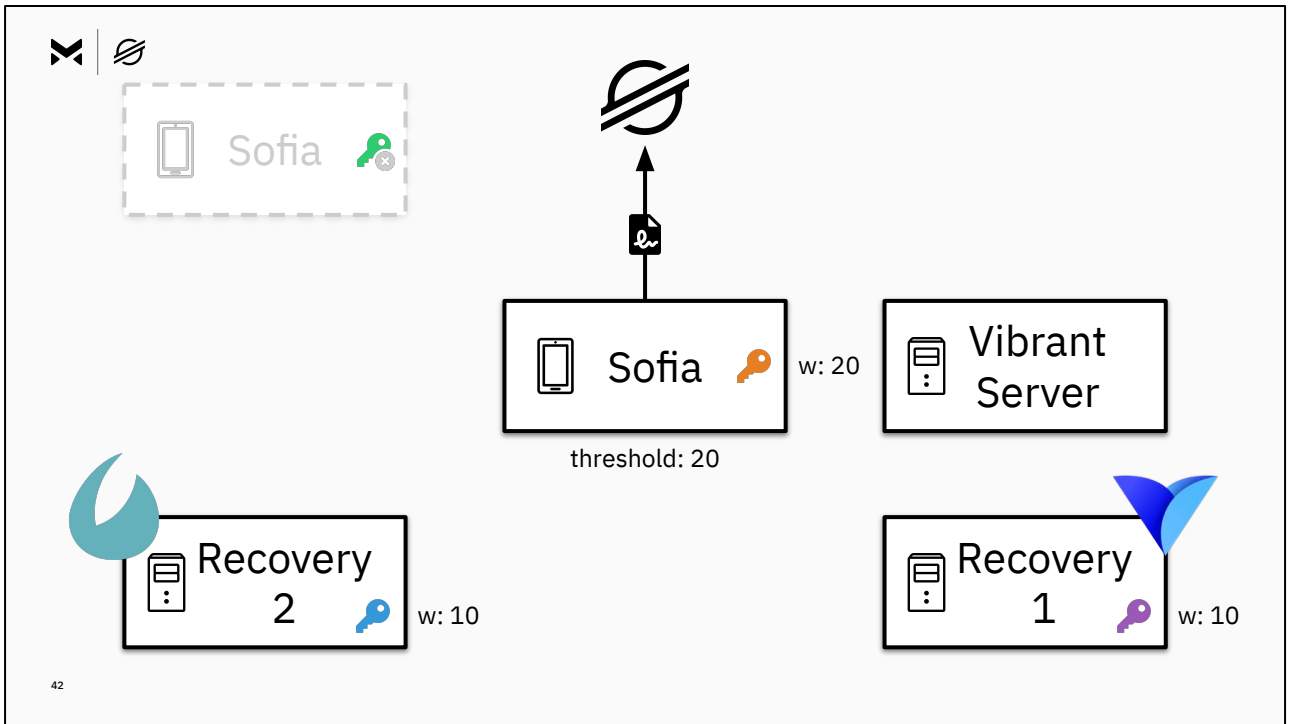 Sofia
Sofia
w: 20
Vibrant
Server
threshold: 20
Recovery
2
w: 10
Recovery
1
w: 10
42